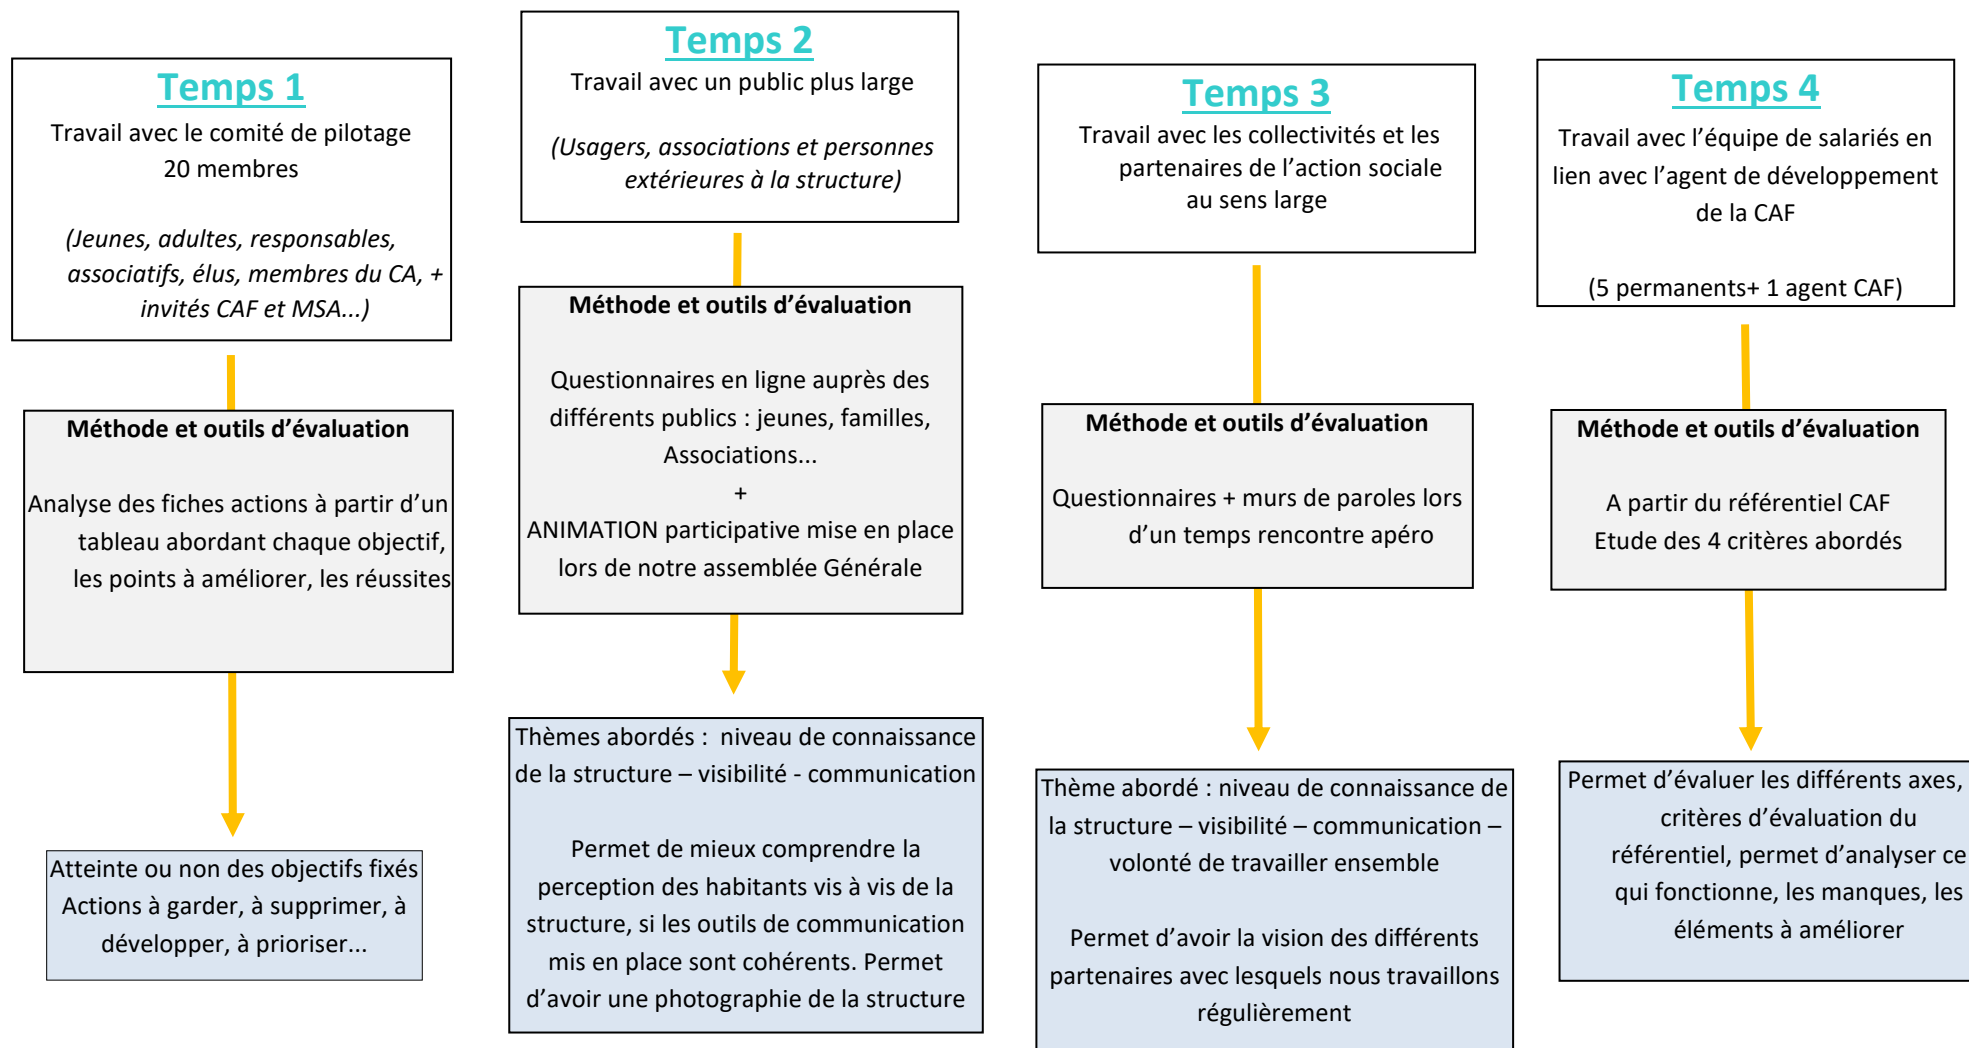 Temps 1
Travail avec le comité de pilotage
20 membres
(Jeunes, adultes, responsables,
associatifs, élus, membres du CA, +
invités CAF et MSA...)
Méthode et outils d’évaluation
Analyse des fiches actions à partir d’un
tableau abordant chaque objectif,
les points à améliorer, les réussites
Atteinte ou non des objectifs fixés
Actions à garder, à supprimer, à
développer, à prioriser...
Temps 2
Travail avec un public plus large
(Usagers, associations et personnes
extérieures à la structure)
Méthode et outils d’évaluation
Questionnaires en ligne auprès des
différents publics : jeunes, familles,
Associations...
+
ANIMATION participative mise en place
lors de notre assemblée Générale
Thèmes abordés :  niveau de connaissance
de la structure – visibilité - communication
Permet de mieux comprendre la
perception des habitants vis à vis de la
structure, si les outils de communication
mis en place sont cohérents. Permet
d’avoir une photographie de la structure
Temps 3
Travail avec les collectivités et les
partenaires de l’action sociale
au sens large
Méthode et outils d’évaluation
Questionnaires + murs de paroles lors
d’un temps rencontre apéro
Thème abordé : niveau de connaissance de
la structure – visibilité – communication –
volonté de travailler ensemble
Permet d’avoir la vision des différents
partenaires avec lesquels nous travaillons
régulièrement
Temps 4
Travail avec l’équipe de salariés en
lien avec l’agent de développement
de la CAF
(5 permanents+ 1 agent CAF)
Méthode et outils d’évaluation
A partir du référentiel CAF
Etude des 4 critères abordés
Permet d’évaluer les différents axes,
critères d’évaluation du
référentiel, permet d’analyser ce
qui fonctionne, les manques, les
éléments à améliorer